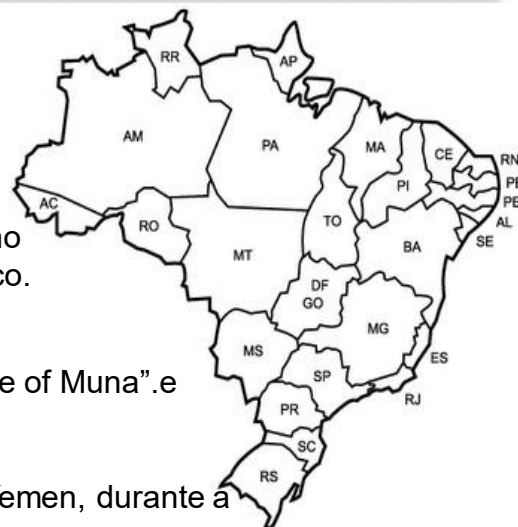 RR
AP
AM
PA
MA
CE
RN
PI
PB
PE
AC
AL
TO
RO
SE
BA
MT
no
DF
GO
co.
MG
MS
ES
SP
e of Muna”.e
RJ
PR
SC
RS
emen, durante a